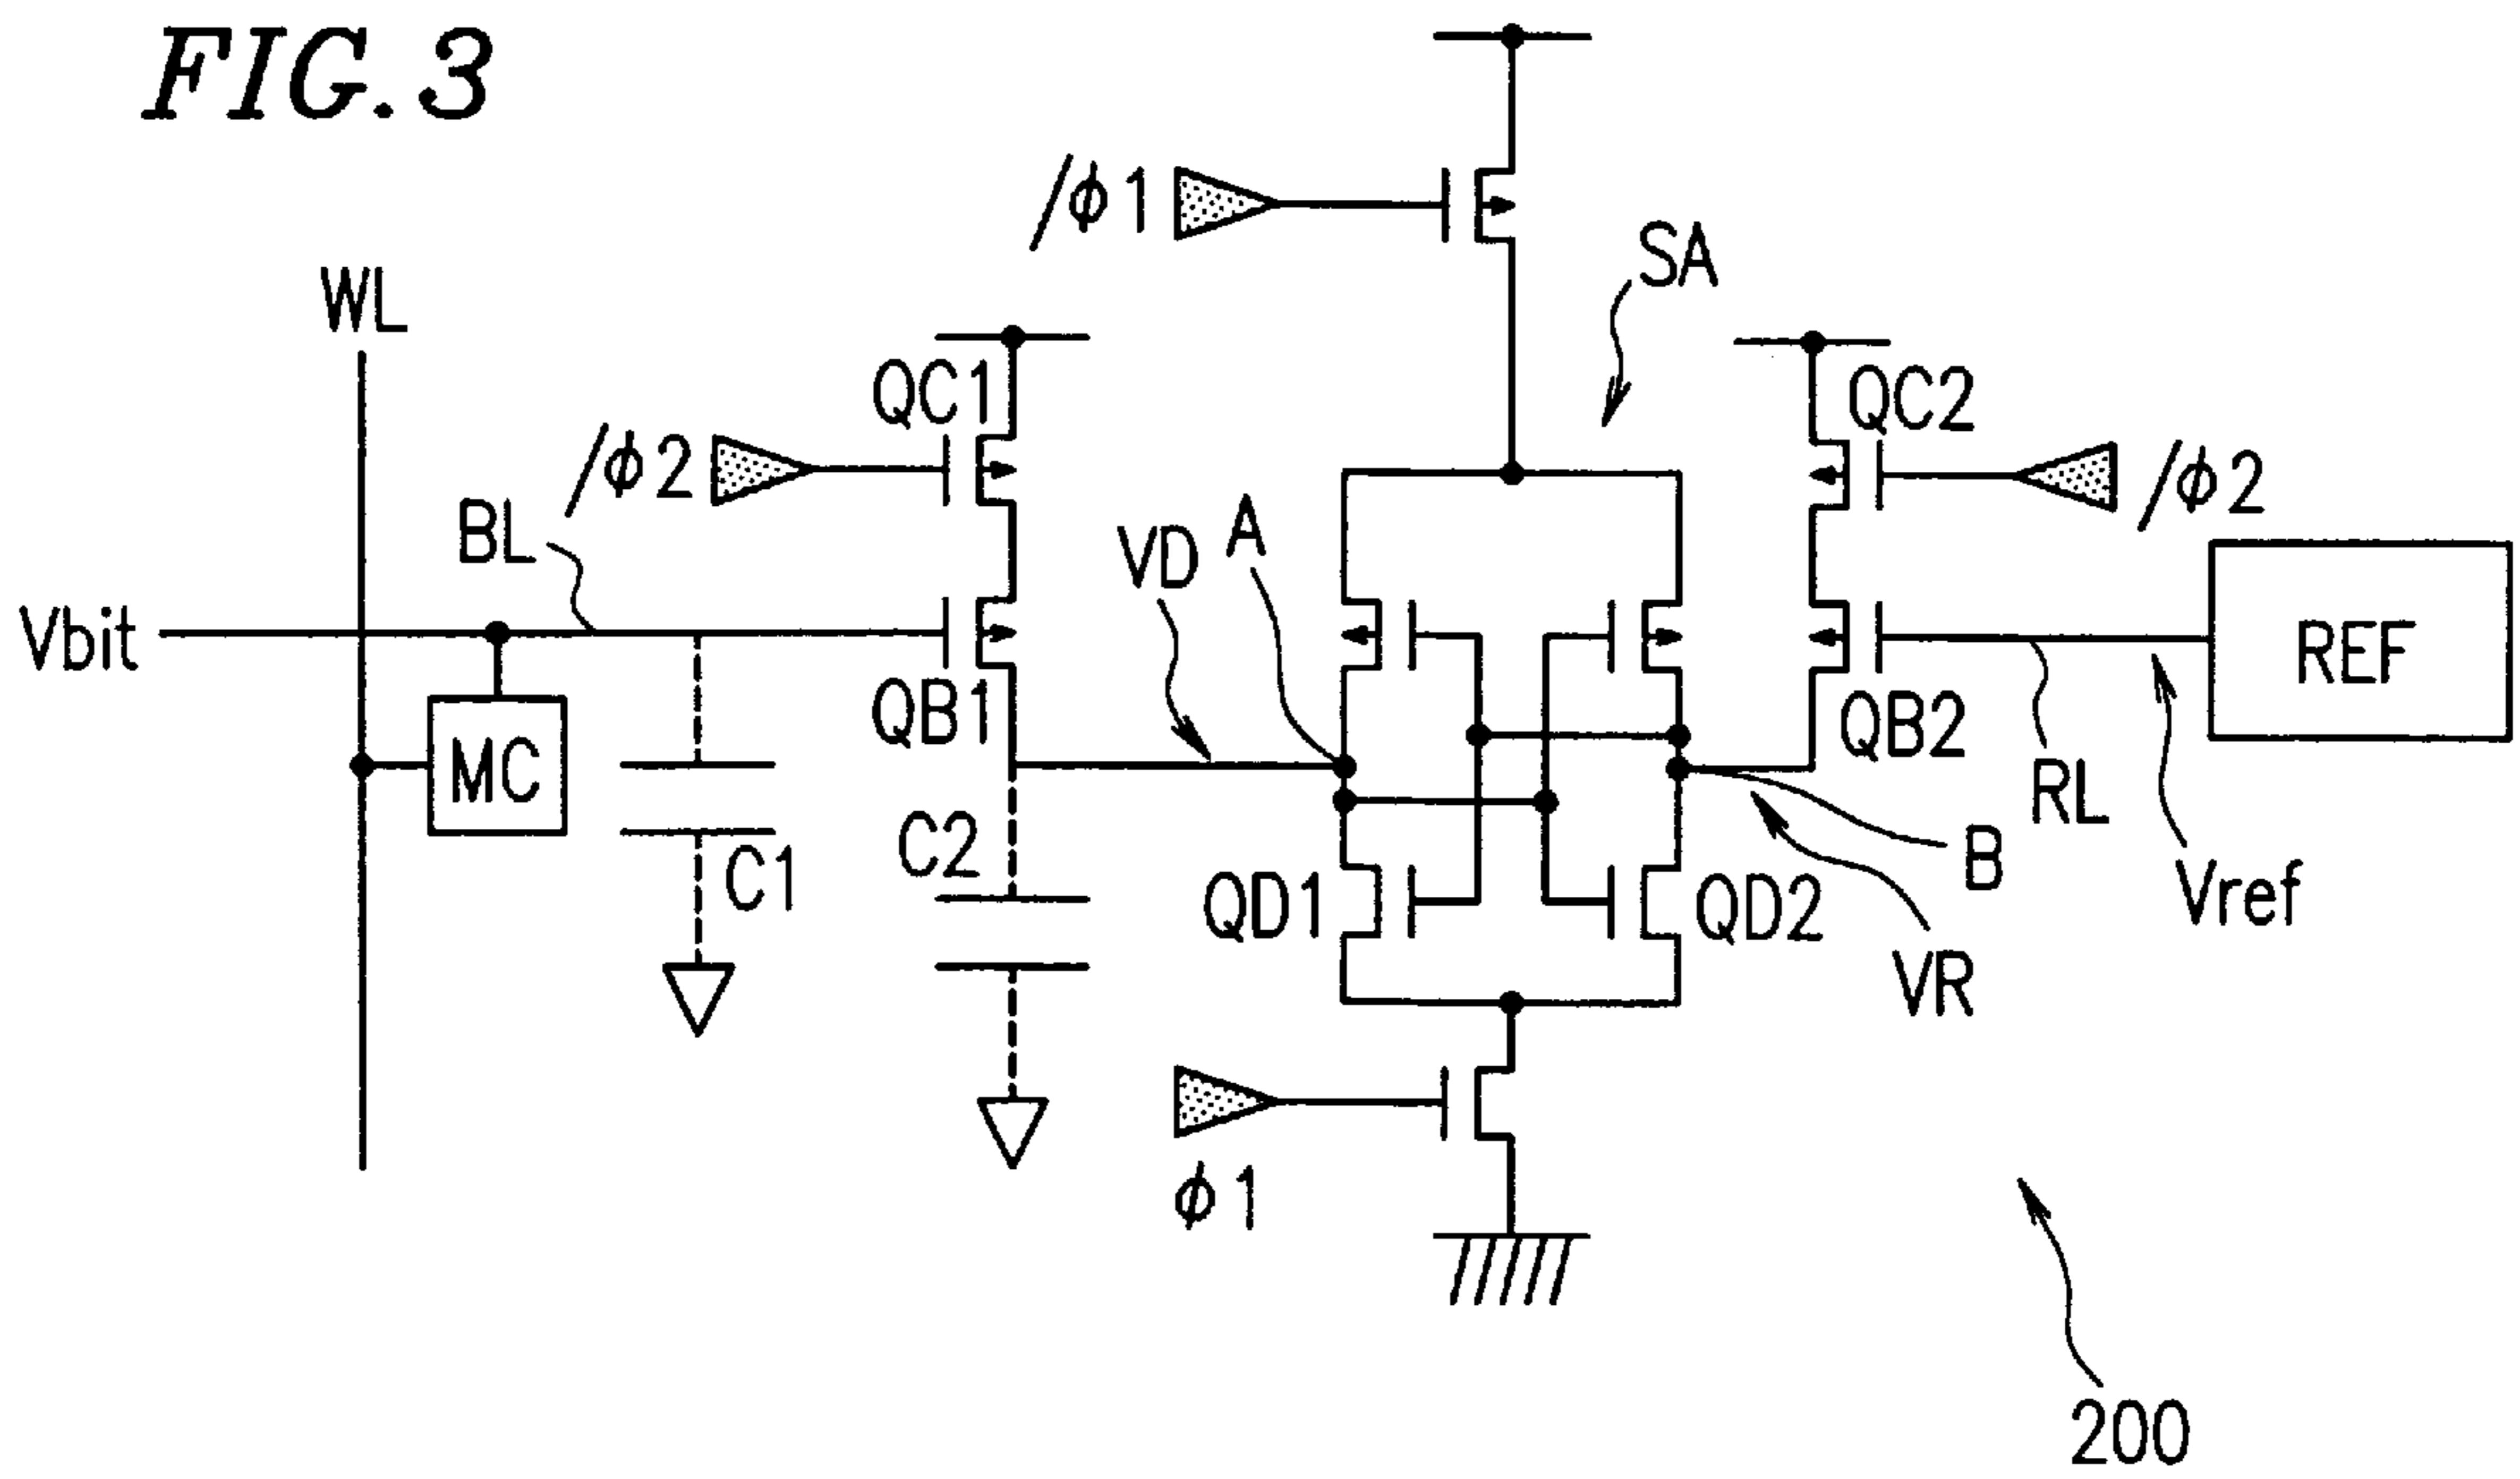 FIG.3
/φ1
SA
WL
QC1
QC2
/φ2
/φ2
BL
VD
A
Vbit
REF
QB1
QB2
MC
RL
C1
C2
B
QD1
QD2
Vref
VR
φ1
200